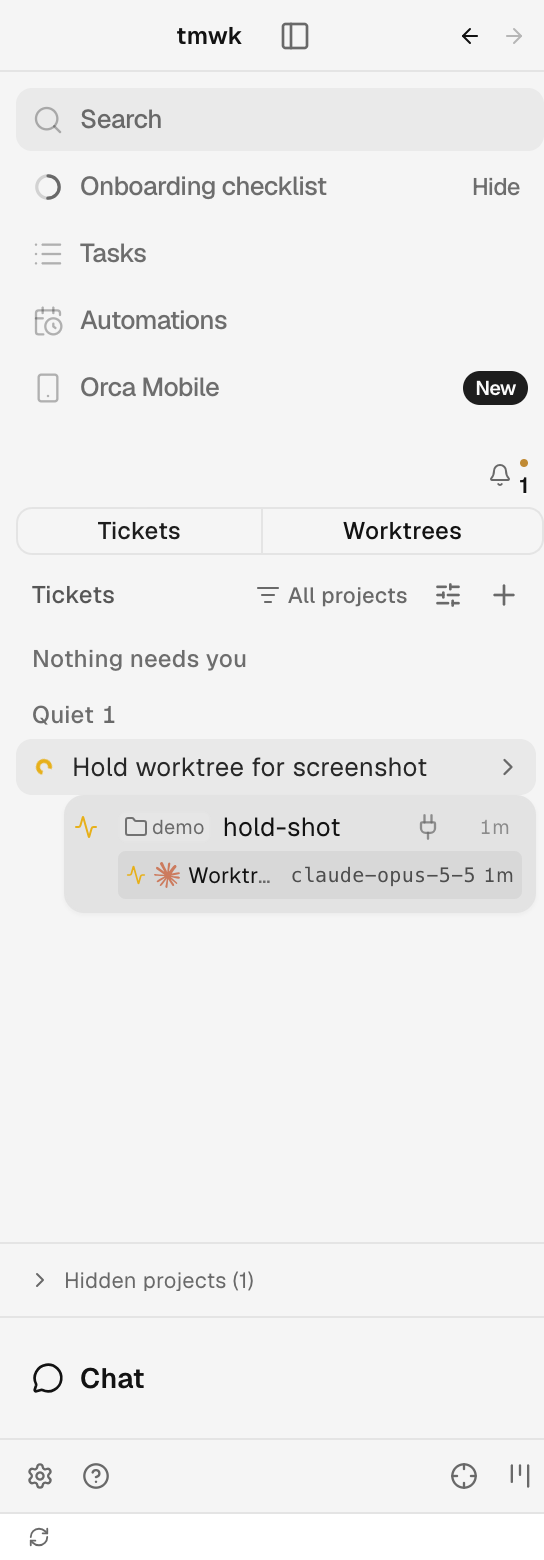 tmwk
Search
Onboarding checklist Hide
Tasks
Automations
Orca Mobile New
1
Tickets Worktrees
Tickets All projects
Nothing needs you
Quiet 1
Hold worktree for screenshot
demo hold-shot 1m
Worktr… claude-opus-5-5 1m
Hidden projects (1)
Chat